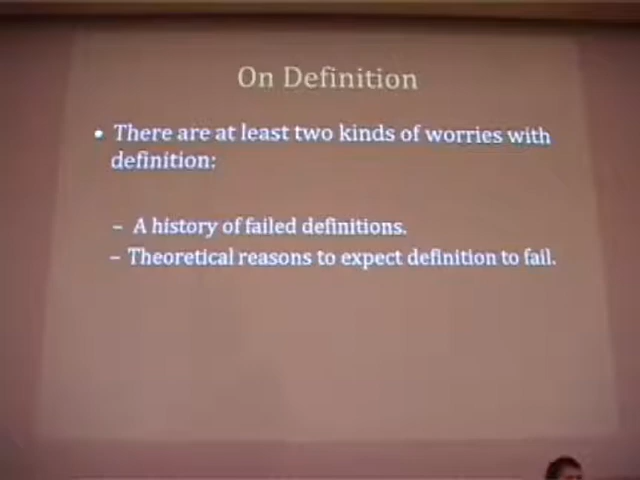 On Definition
• There are at least two kinds of worries with
definition:
– A history of failed definitions.
– Theoretical reasons to expect definition to fail.